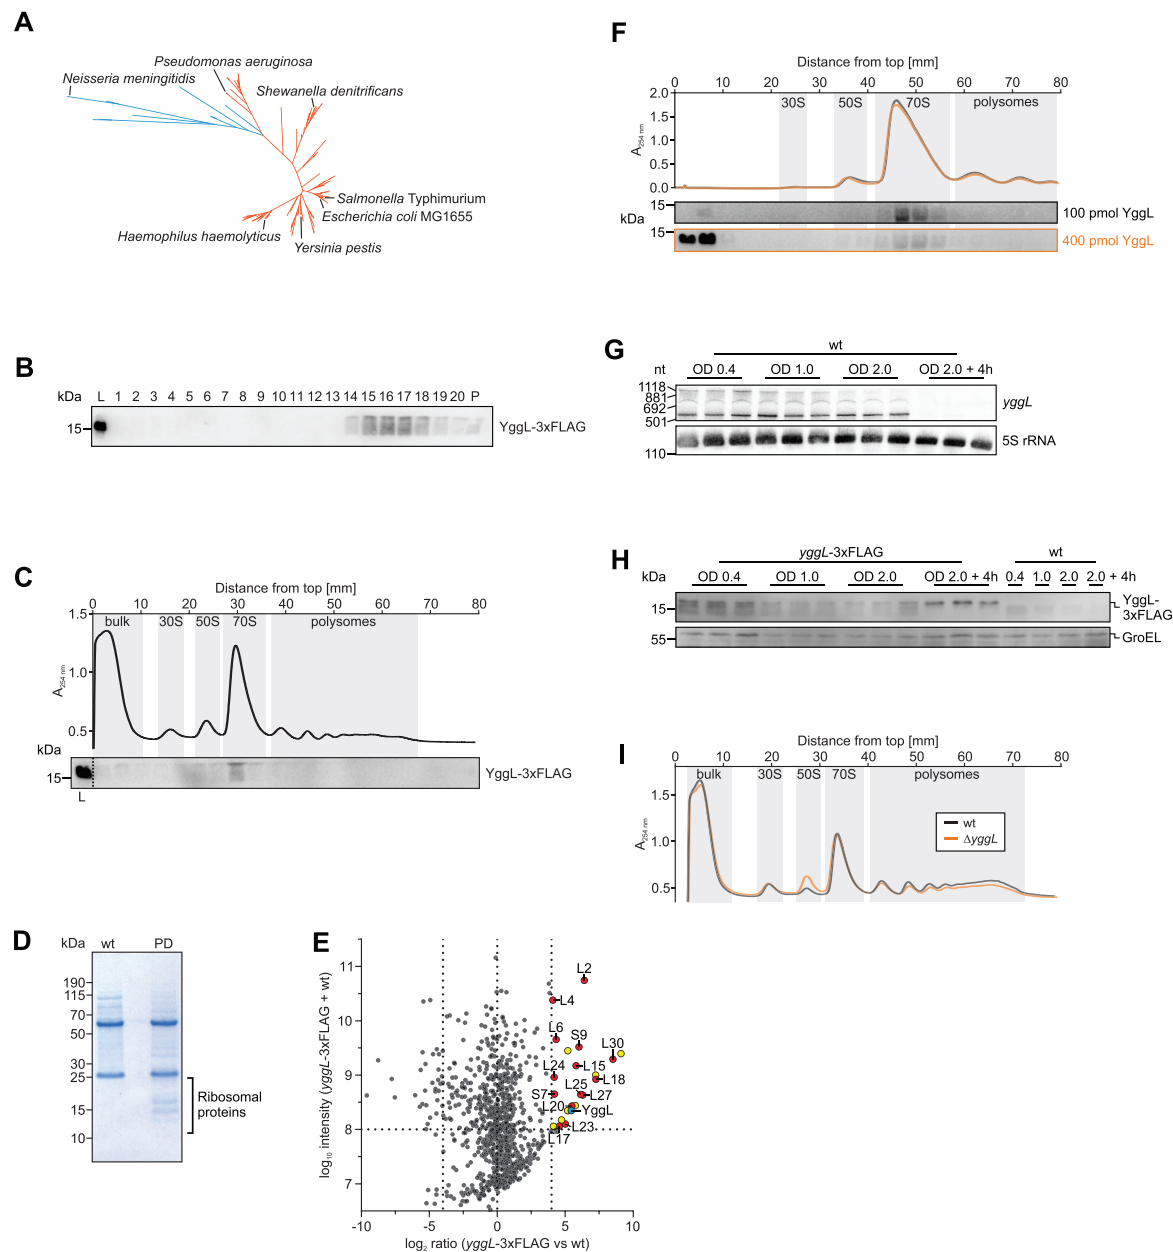 A
Pseudomonas aeruginosa
Neisseria meningitidis
Shewanella denitrificans
Salmonella Typhimurium
Escherichia coli MG1655
Haemophilus haemolyticus
Yersinia pestis
B
kDa L 1 2 3 4 5 6 7 8 9 10 11 12 13 14 15 16 17 18 19 20 P
15
YggL-3xFLAG
C
Distance from top [mm]
0 10 20 30 40 50 60 70 80
1.5
bulk 30S 50S 70S polysomes
1.0
A254 nm
0.5
kDa
15
YggL-3xFLAG
L
D
kDa wt PD
190
115
70
50
30
25
15
10
Ribosomal
proteins
E
log10 intensity (yggL-3xFLAG + wt)
11
10
9
8
7
L2
L4
L6
S9
L30
L15
L24
L18
L25
S7
L27
L20
YggL
L23
L17
-10 -5 0 5 10
log2 ratio (yggL-3xFLAG vs wt)
F
Distance from top [mm]
0 10 20 30 40 50 60 70 80
2.0
30S 50S 70S polysomes
1.5
1.0
A254 nm
0.5
0.0
kDa
15
100 pmol YggL
15
400 pmol YggL
G
wt
nt OD 0.4 OD 1.0 OD 2.0 OD 2.0 + 4h
1118
881
692
501
yggL
5S rRNA
110
H
yggL-3xFLAG wt
kDa OD 0.4 OD 1.0 OD 2.0 OD 2.0 + 4h 0.4 1.0 2.0 2.0 + 4h
15
YggL-
3xFLAG
55
GroEL
I
Distance from top [mm]
0 10 20 30 40 50 60 70 80
bulk 30S 50S 70S polysomes
1.5
1.0
A254 nm
0.5
wt
ΔyggL